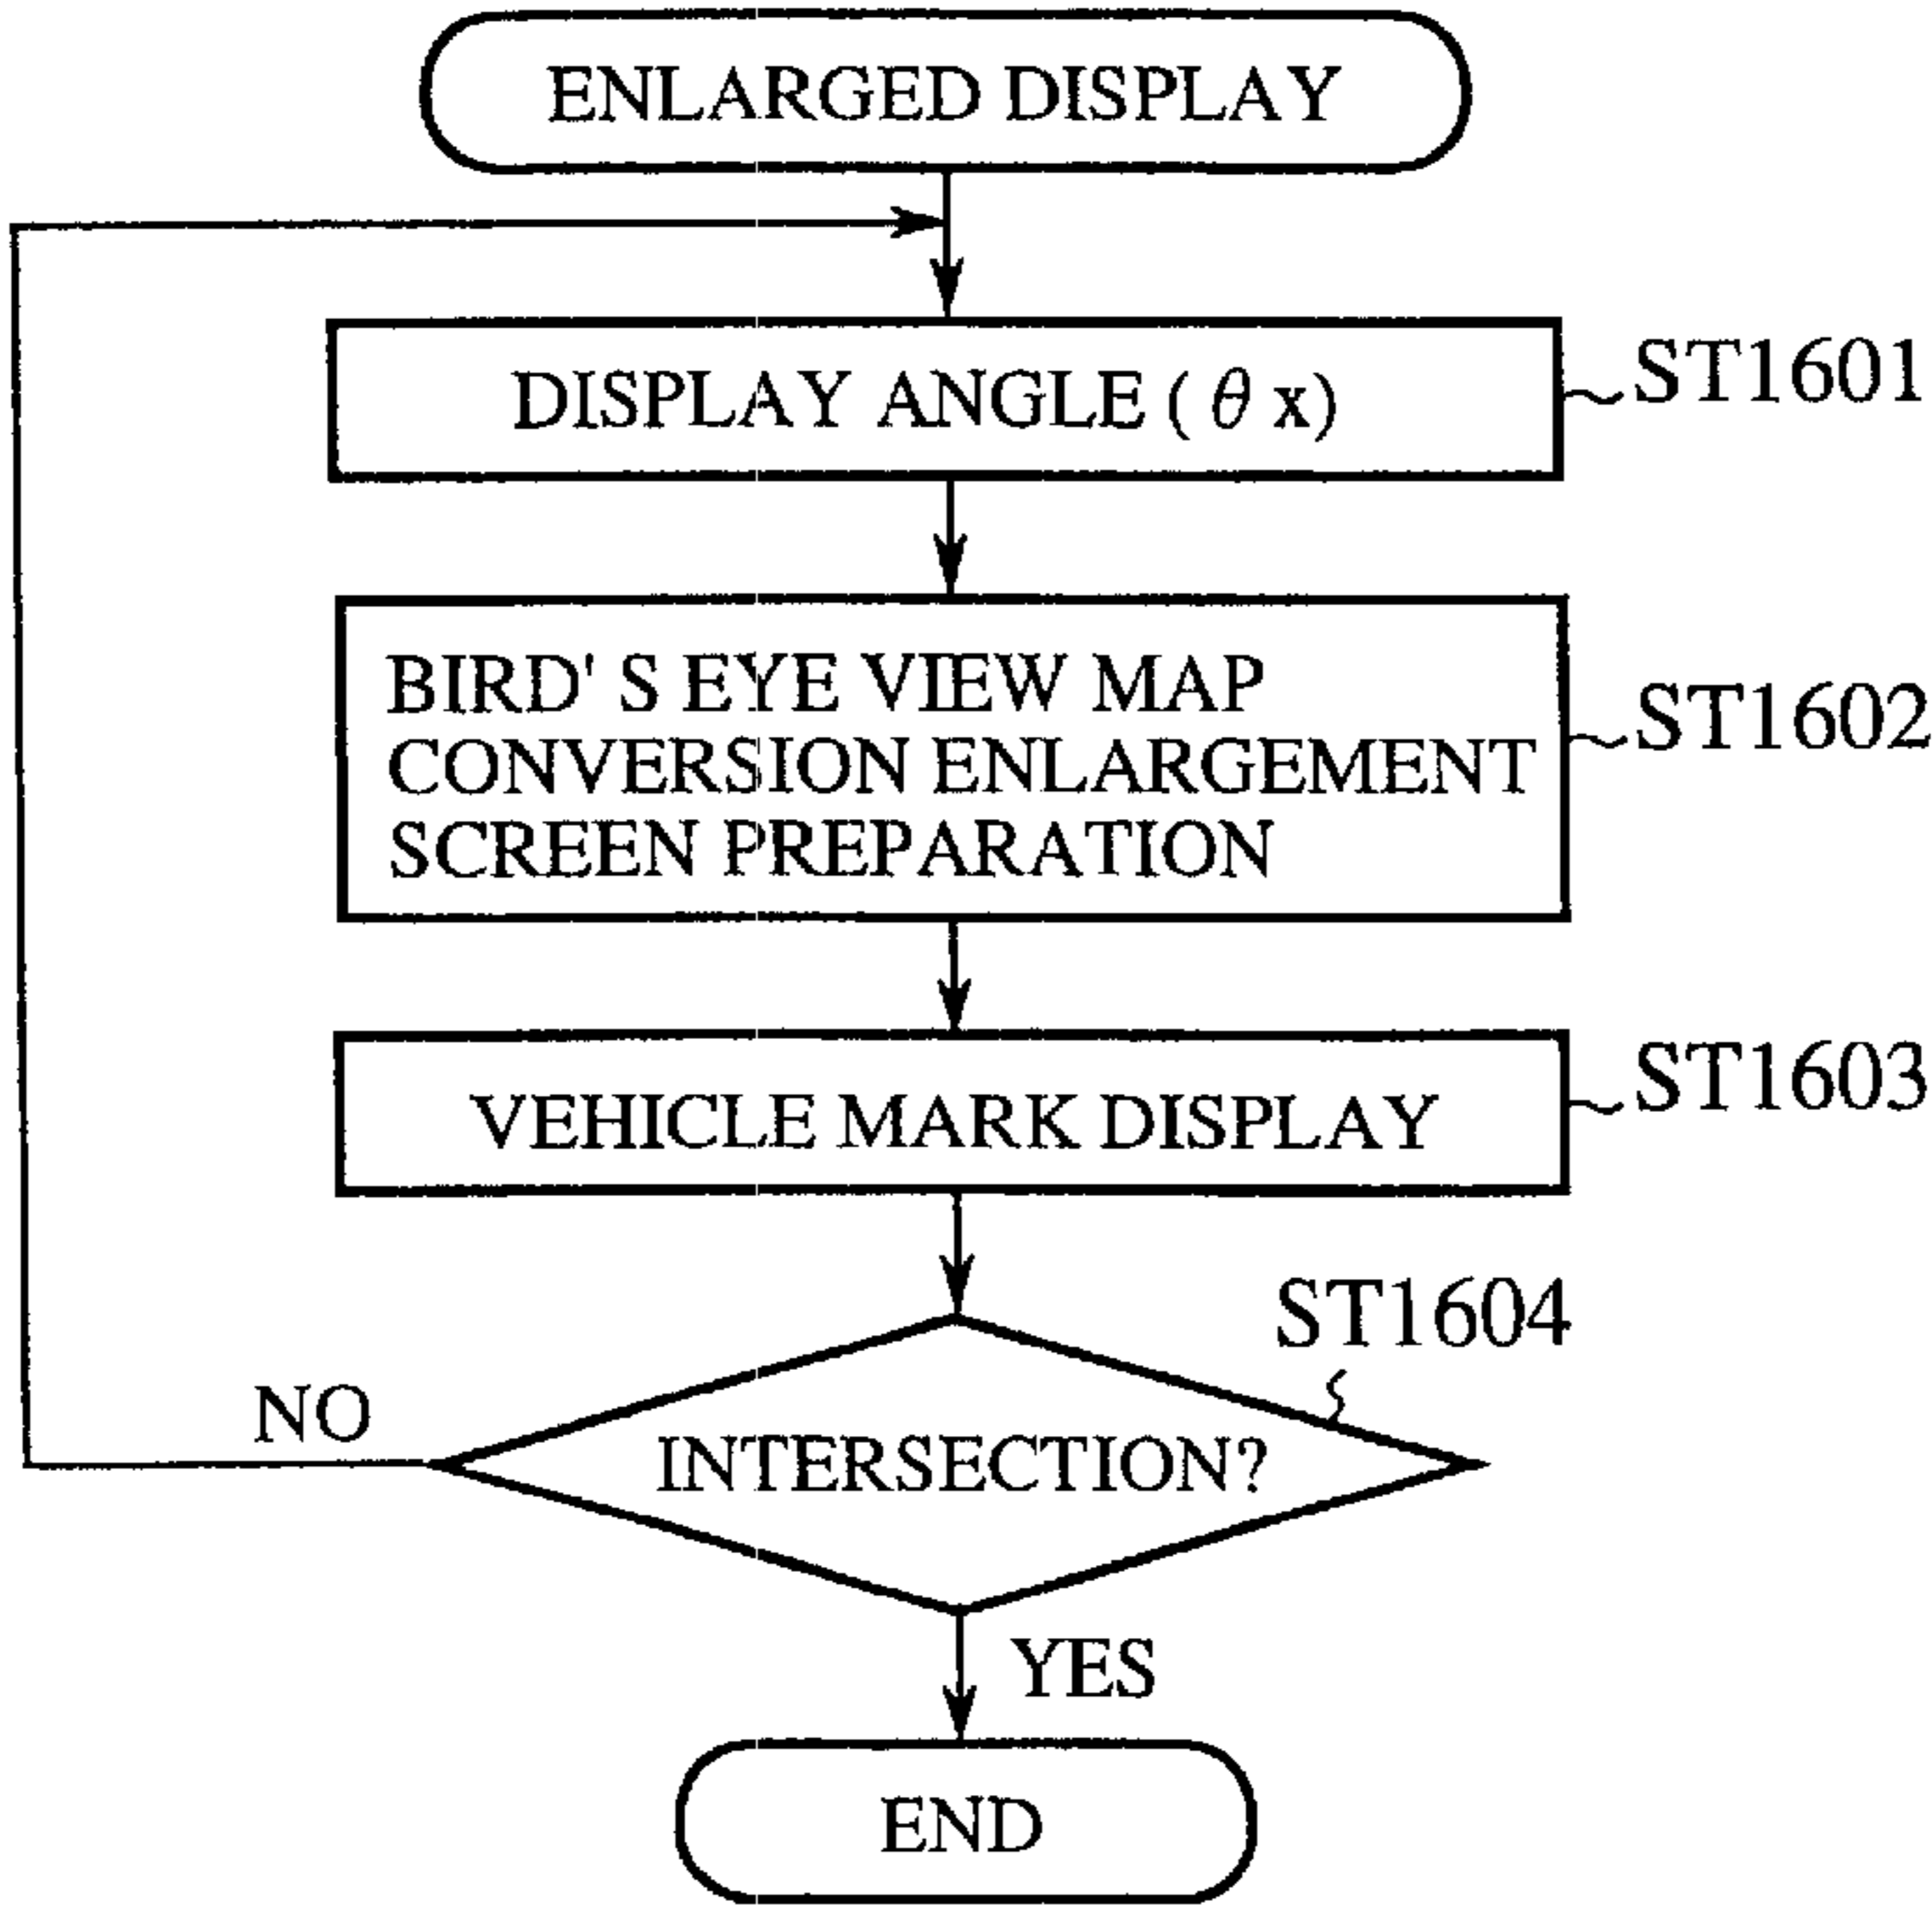 ENLARGED DISPLAY
DISPLAY ANGLE ( θ x)
ST1601
BIRD' S EYE VIEW MAP
CONVERSION ENLARGEMENT
SCREEN PREPARATION
ST1602
VEHICLE MARK DISPLAY
ST1603
ST1604
NO
INTERSECTION?
YES
END